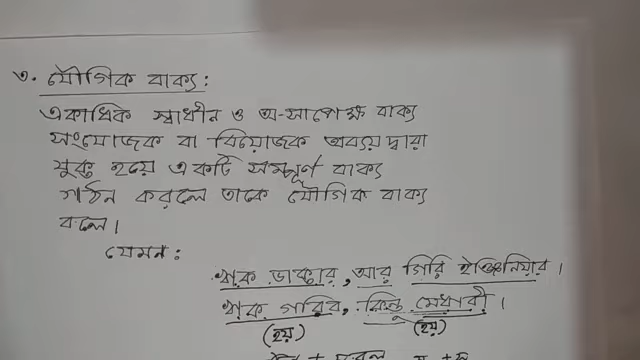 ৩. যৌগিক বাক্য:
একাধিক স্বাধীন ও অ-সাপেক্ষ বাক্য
সংযোজক বা বিয়োজক অব্যয় দ্বারা
যুক্ত হয়ে একটি সম্পূর্ণ বাক্য
গঠন করলে তাকে যৌগিক বাক্য
বলে।
যেমন:
ডাক্তার, আর গিরি ইঞ্জিনিয়ার।
গরিব, কিন্তু মেধাবী।
(হয়) (হয়)